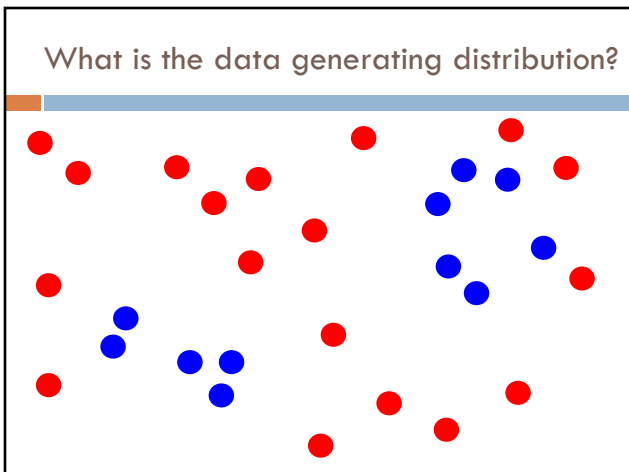 What is the data generating distribution?